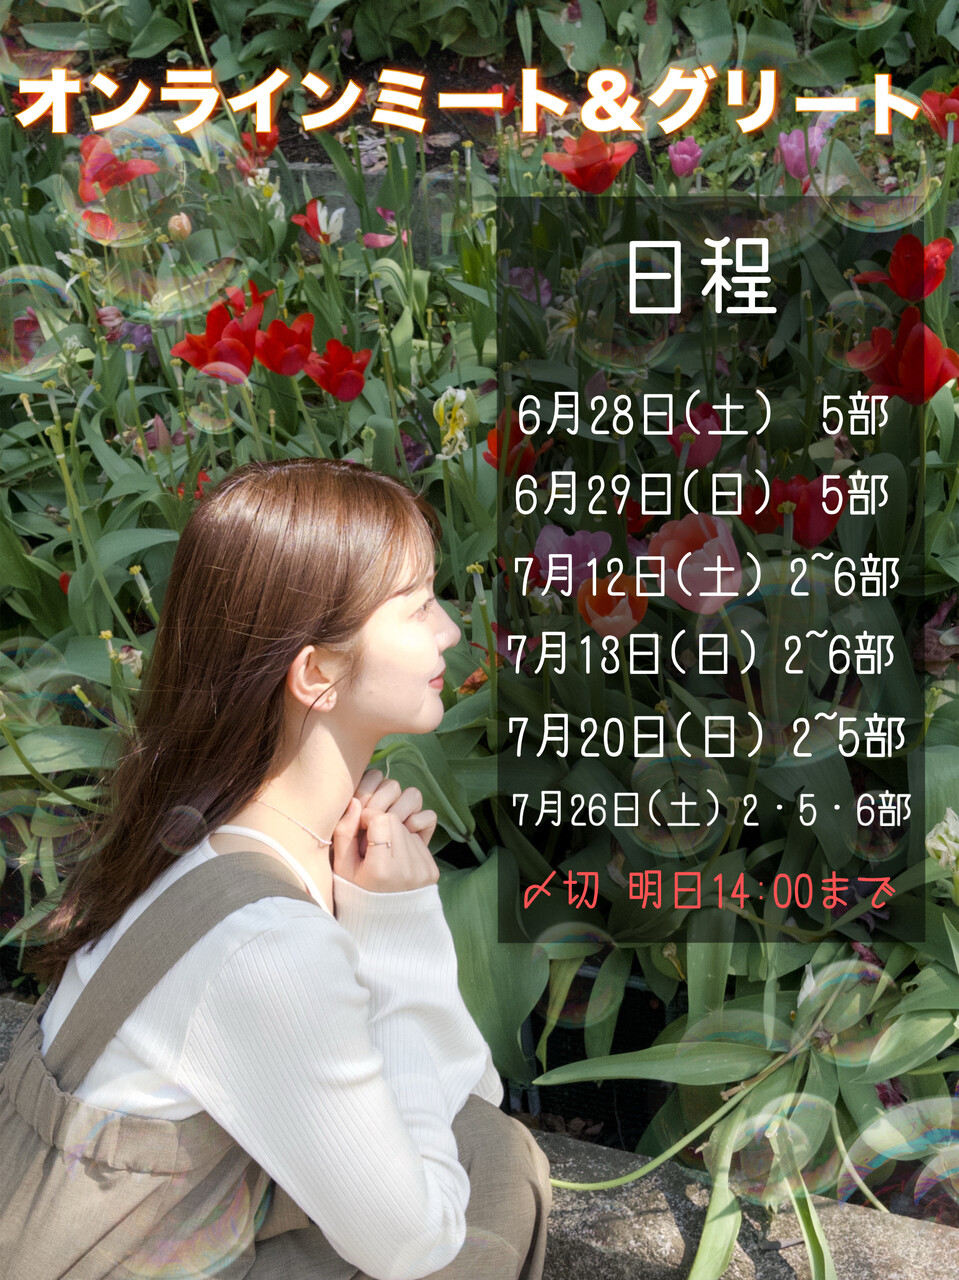 オンラインミート&グリート
日程
6月28日(土) 5部
6月29日(日) 5部
7月12日(土) 2~6部
7月13日(日) 2~6部
7月20日(日) 2~5部
7月26日(土) 2・5・6部
〆切 明日14:00まで